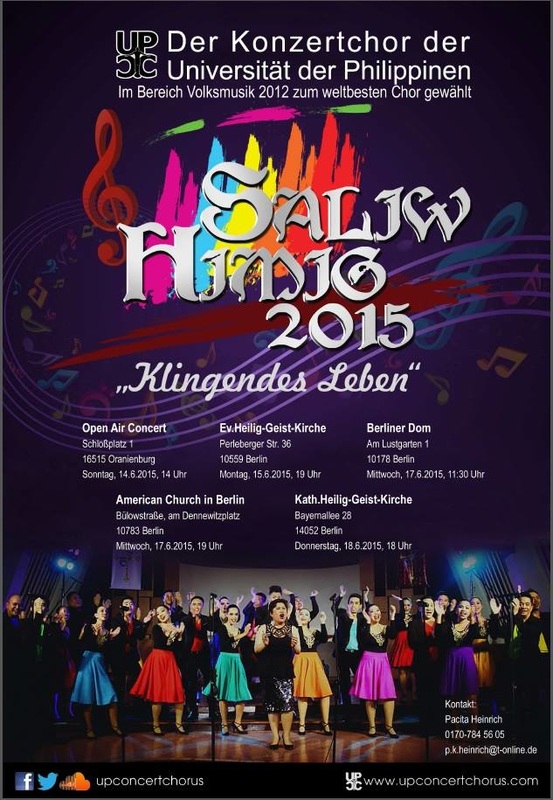 UP
CC
Der Konzertchor der
Universität der Philippinen
Im Bereich Volksmusik 2012 zum weltbesten Chor gewählt
SALIW
HIMIG
2015
„Klingendes Leben“
Open Air Concert
Schloßplatz 1
16515 Oranienburg
Sonntag, 14.6.2015, 14 Uhr
Ev.Heilig-Geist-Kirche
Perleberger Str. 36
10559 Berlin
Montag, 15.6.2015, 19 Uhr
Berliner Dom
Am Lustgarten 1
10178 Berlin
Mittwoch, 17.6.2015, 11:30 Uhr
American Church in Berlin
Bülowstraße, am Dennewitzplatz
10783 Berlin
Mittwoch, 17.6.2015, 19 Uhr
Kath.Heilig-Geist-Kirche
Bayernallee 28
14052 Berlin
Donnerstag, 18.6.2015, 18 Uhr
Kontakt:
Pacita Heinrich
0170-784 56 05
p.k.heinrich@t-online.de
f
upconcertchorus
UP
CC
www.upconcertchorus.com